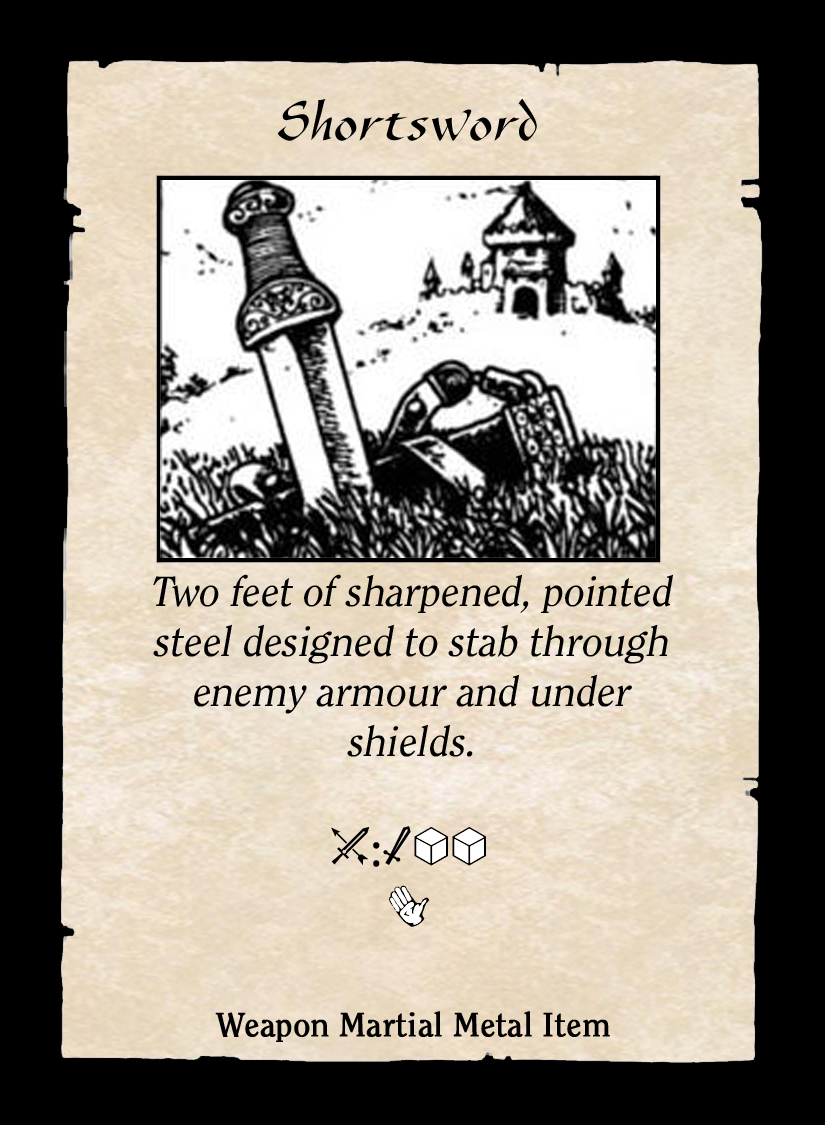 Shortsword
Two feet of sharpened, pointed
steel designed to stab through
enemy armour and under
shields.
:
Weapon Martial Metal Item